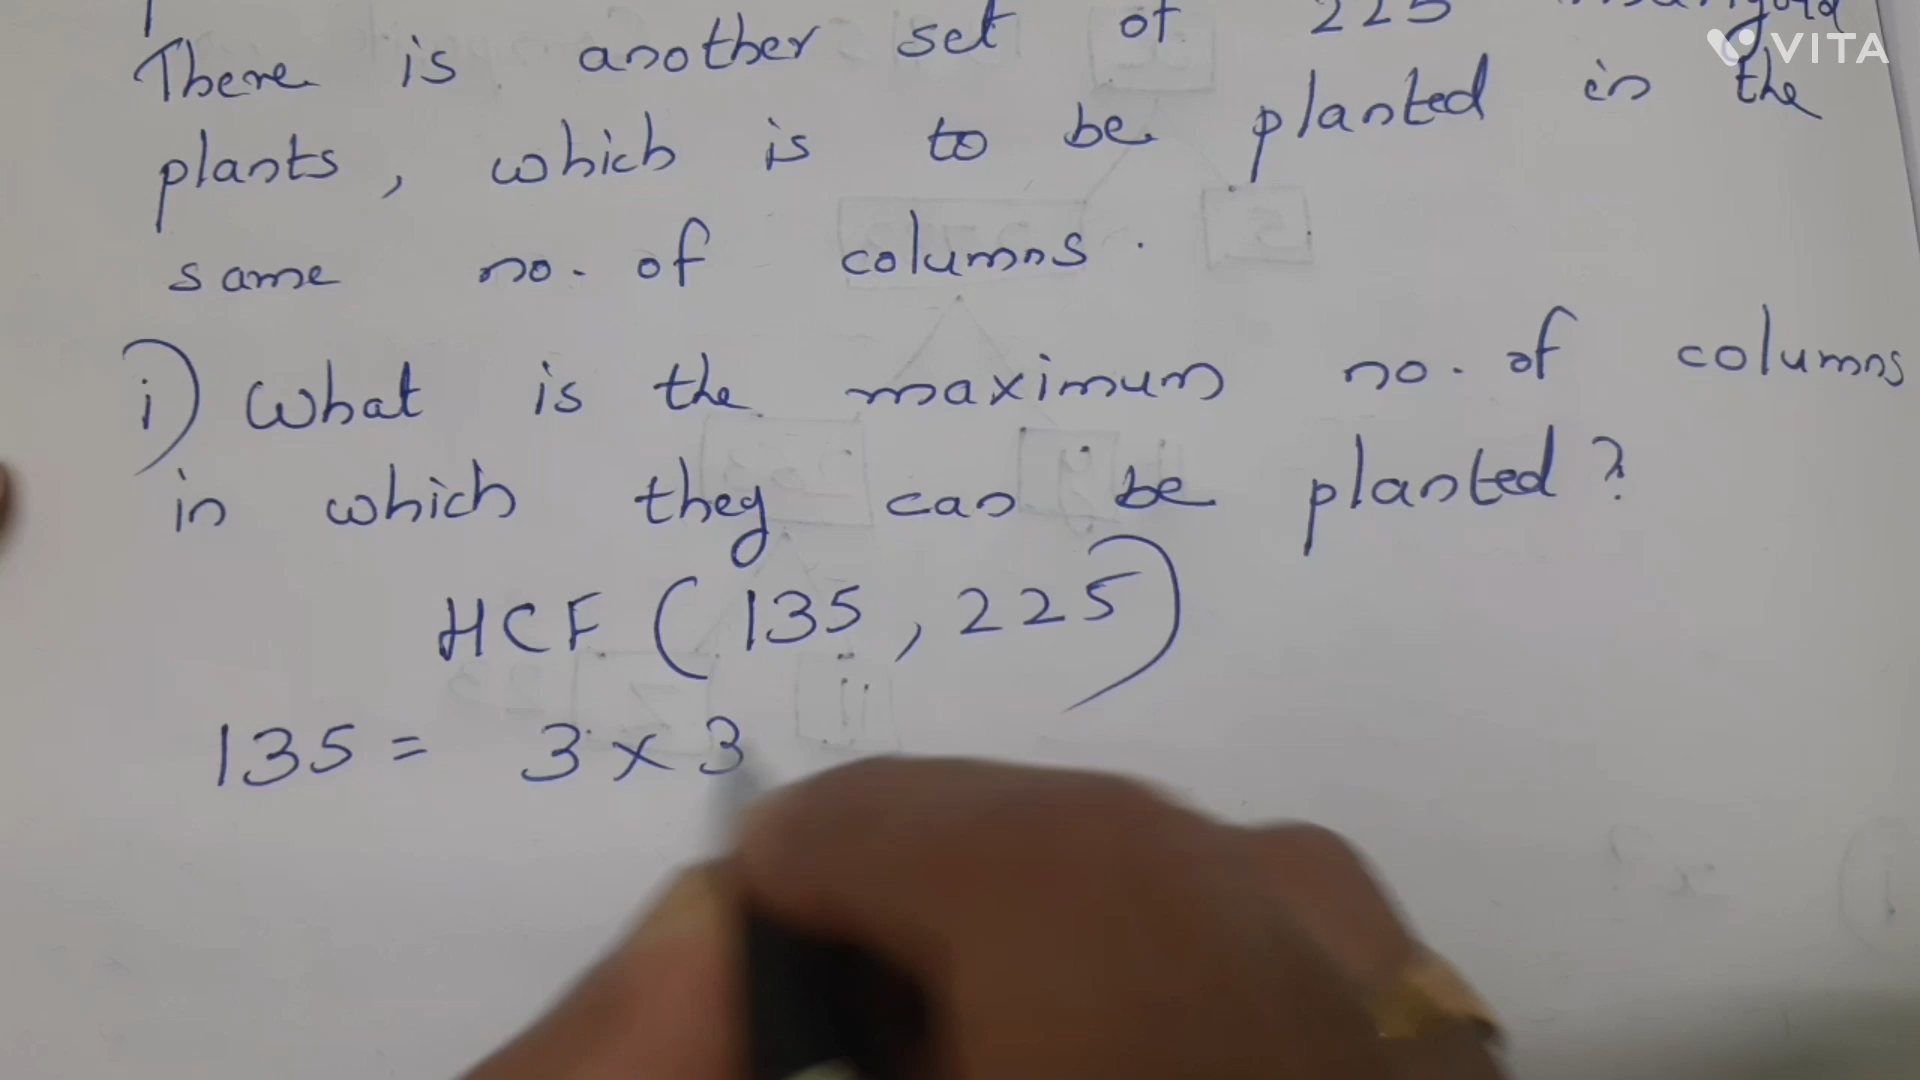 There is another set of 225 marigold
VITA
plants, which is to be planted in the
same no. of columns.
i) What is the maximum no. of columns
in which they can be planted?
HCF (135, 225)
135 = 3 x 3